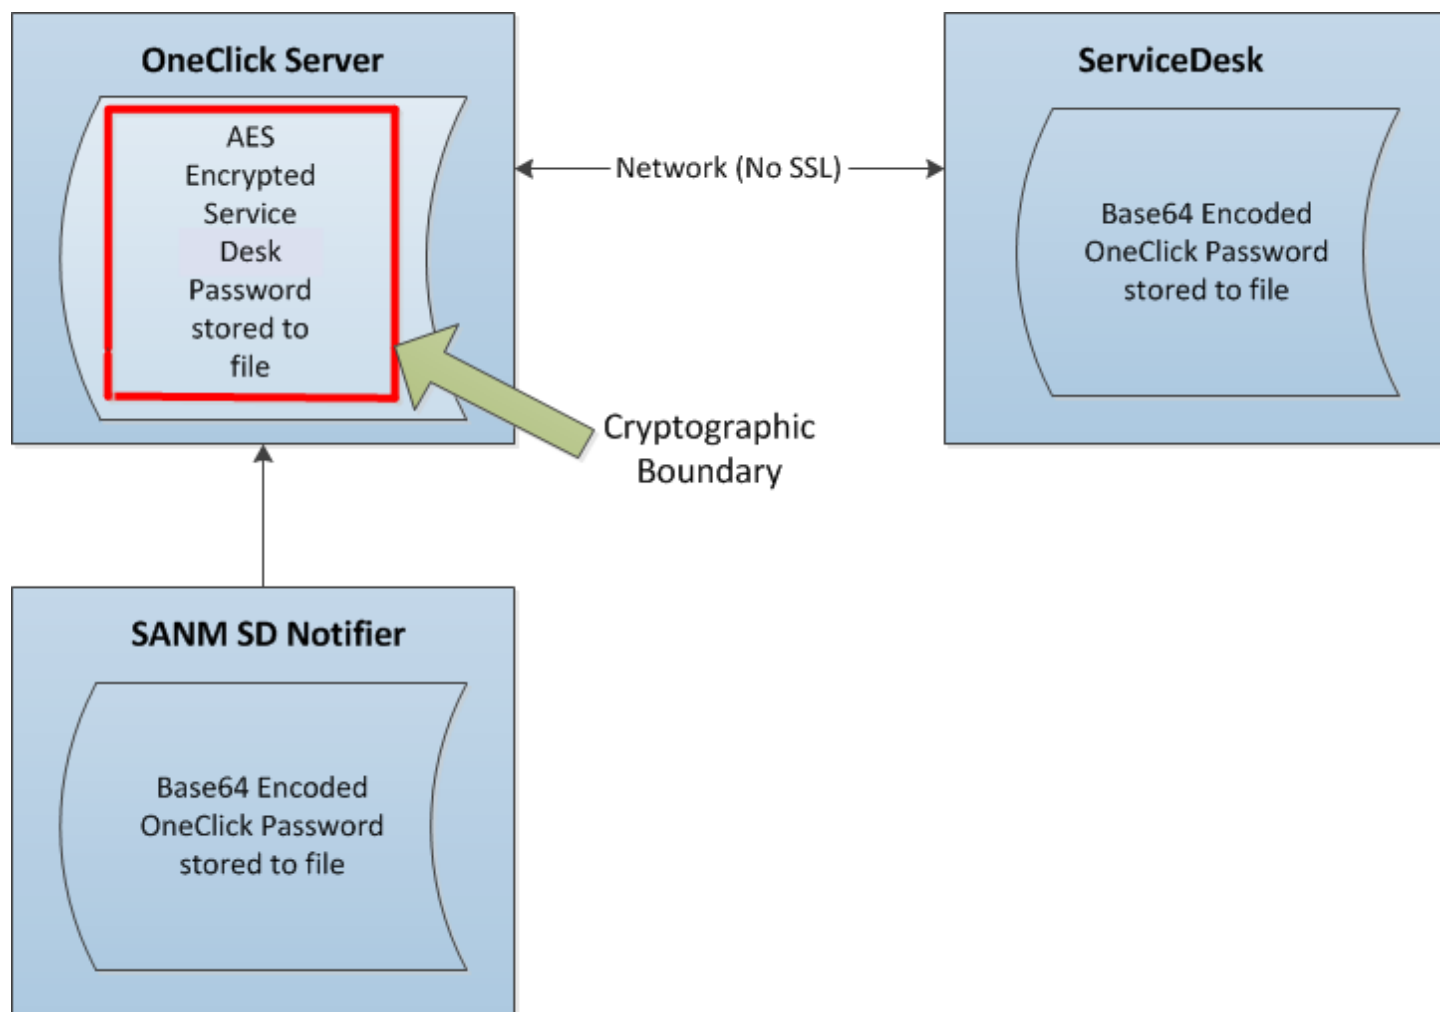 OneClick Server
AES
Encrypted
Service
Desk
Password
stored to
file
Network (No SSL)
ServiceDesk
Base64 Encoded
OneClick Password
stored to file
Cryptographic
Boundary
SANM SD Notifier
Base64 Encoded
OneClick Password
stored to file